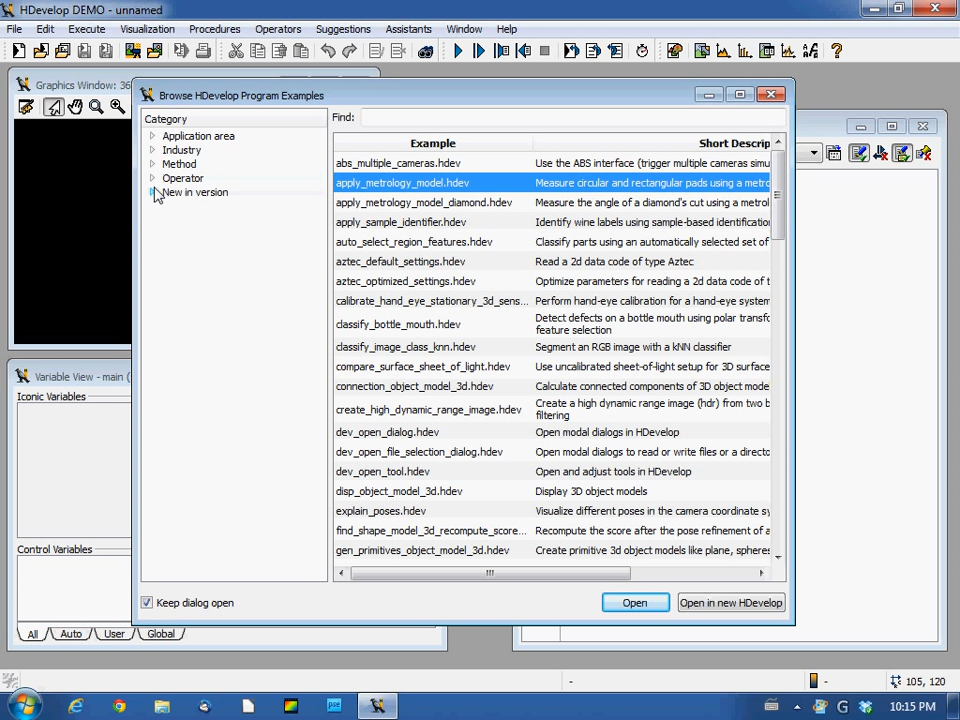 HDevelop DEMO - unnamed
File Edit Execute Visualization Procedures Operators Suggestions Assistants Window Help
Graphics Window: 36
Browse HDevelop Program Examples
Category
Application area
Industry
Method
Operator
New in version
Find:
Example Short Descrip
abs_multiple_cameras.hdev Use the ABS interface (trigger multiple cameras simu
apply_metrology_model.hdev Measure circular and rectangular pads using a metro
apply_metrology_model_diamond.hdev Measure the angle of a diamond's cut using a metrol
apply_sample_identifier.hdev Identify wine labels using sample-based identification
auto_select_region_features.hdev Classify parts using an automatically selected set of
aztec_default_settings.hdev Read a 2d data code of type Aztec
aztec_optimized_settings.hdev Optimize parameters for reading a 2d data code of t
calibrate_hand_eye_stationary_3d_sens... Perform hand-eye calibration for a hand-eye system
classify_bottle_mouth.hdev Detect defects on a bottle mouth using polar transfo
feature selection
classify_image_class_knn.hdev Segment an RGB image with a kNN classifier
compare_surface_sheet_of_light.hdev Use uncalibrated sheet-of-light setup for 3D surface
connection_object_model_3d.hdev Calculate connected components of 3D object mode
create_high_dynamic_range_image.hdev Create a high dynamic range image (hdr) from two b
filtering
dev_open_dialog.hdev Open modal dialogs in HDevelop
dev_open_file_selection_dialog.hdev Open modal dialogs to read or write files or a directo
dev_open_tool.hdev Open and adjust tools in HDevelop
disp_object_model_3d.hdev Display 3D object models
explain_poses.hdev Visualize different poses in the camera coordinate sy
find_shape_model_3d_recompute_score... Recompute the score after the pose refinement of a
gen_primitives_object_model_3d.hdev Create primitive 3d object models like plane, spheres
Keep dialog open
Open
Open in new HDevelop
Variable View - main (
Iconic Variables
Control Variables
All Auto User Global
-
-
105, 120
pse
10:15 PM